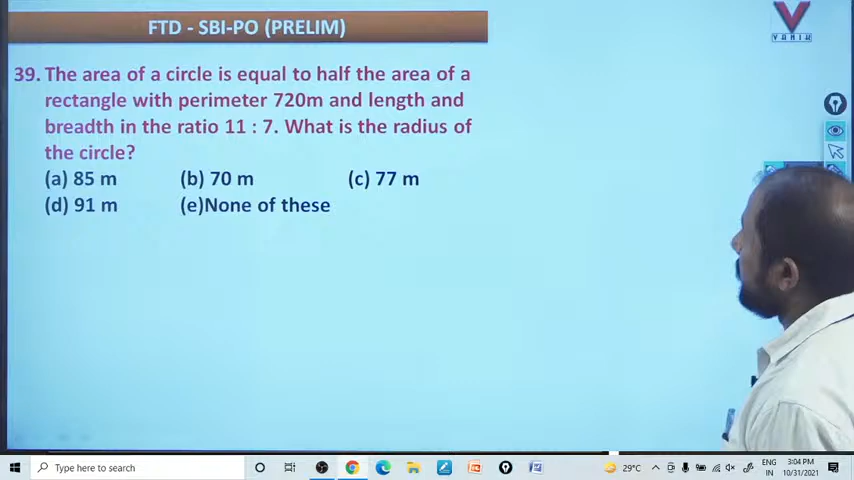 FTD - SBI-PO (PRELIM)
VANIK
39. The area of a circle is equal to half the area of a
rectangle with perimeter 720m and length and
breadth in the ratio 11 : 7. What is the radius of
the circle?
(a) 85 m (b) 70 m (c) 77 m
(d) 91 m (e)None of these
Type here to search
29°C
ENG
IN
3:04 PM
10/31/2021